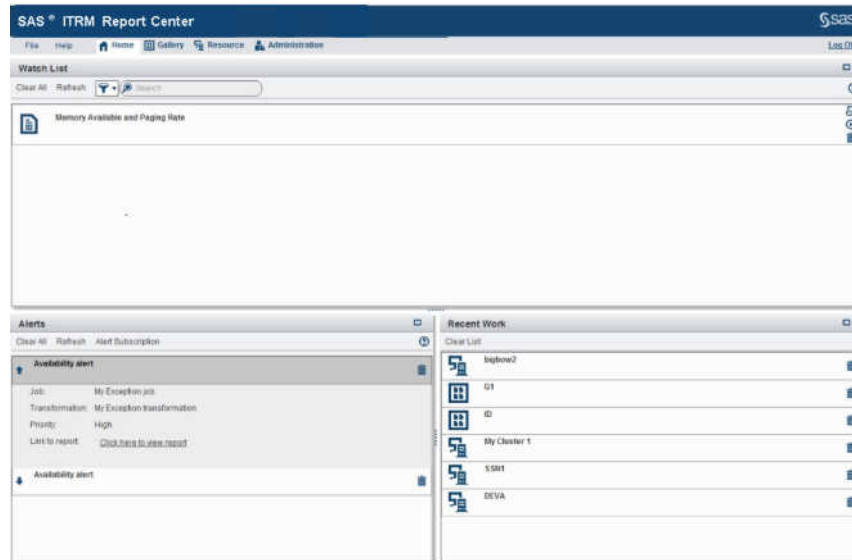 SAS ® ITRM Report Center
sas
File Help Home Gallery Resource Administration
Watch List
Clear All Refresh Search
Memory Available and Paging Rate
Alerts
Clear All Refresh Alert Subscription
Availability alert
Job: My Exception job
Transformation: My Exception transformation
Priority: High
Link to report: Click here to view report
Availability alert
Recent Work
Clear List
bigbow2
G1
ID
My Cluster 1
SSN1
DEVA